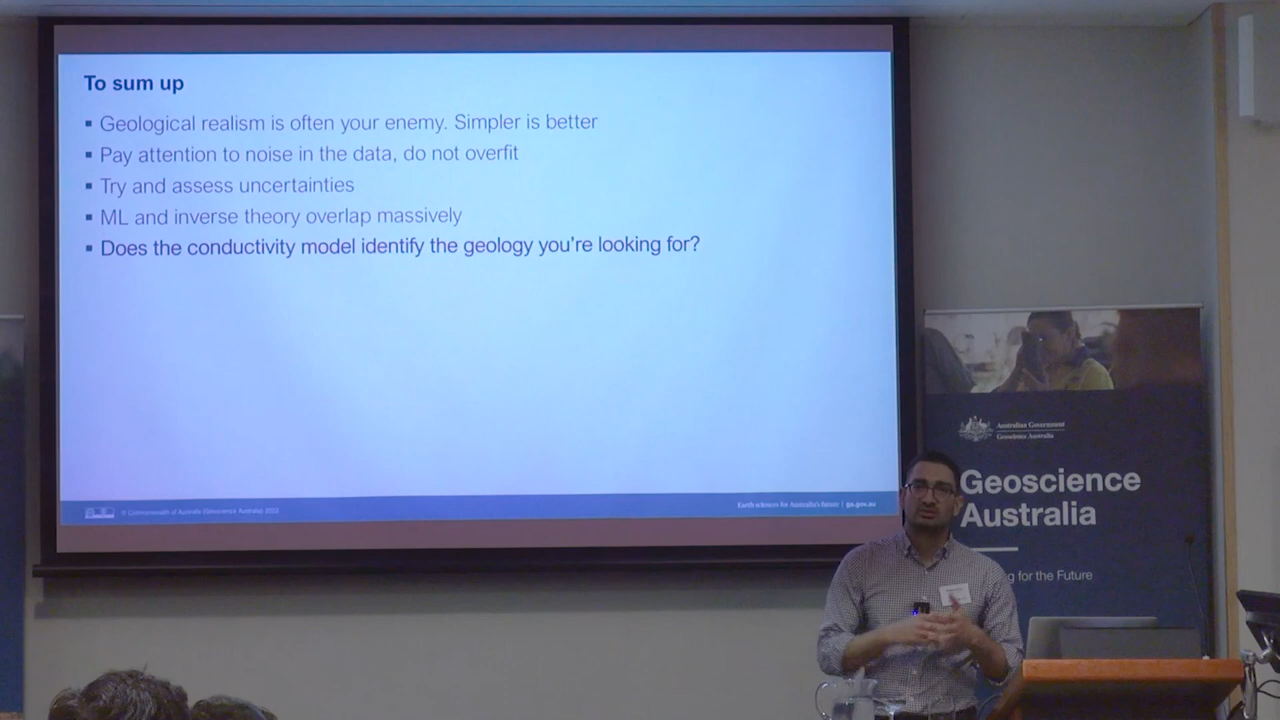 To sum up
▪ Geological realism is often your enemy. Simpler is better
▪ Pay attention to noise in the data, do not overfit
▪ Try and assess uncertainties
▪ ML and inverse theory overlap massively
▪ Does the conductivity model identify the geology you're looking for?
© Commonwealth of Australia (Geoscience Australia) 2023
Earth sciences for Australia's future | ga.gov.au
Australian Government
Geoscience Australia
Geoscience
Australia
g for the Future